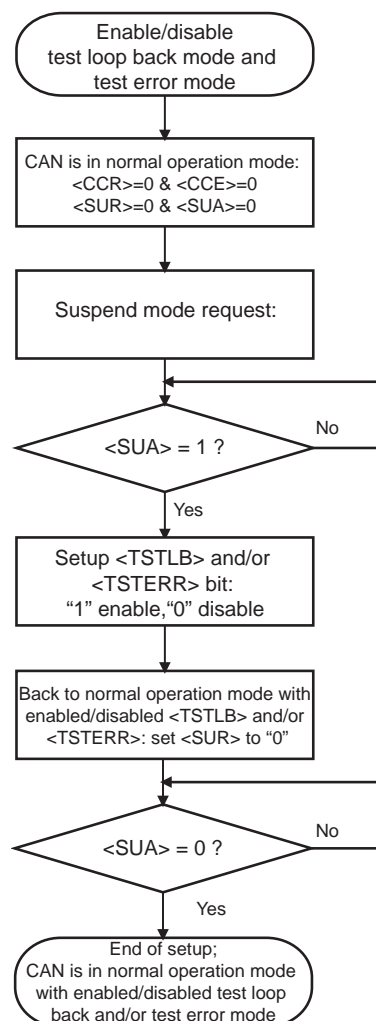 Enable/disable
test loop back mode and
test error mode
CAN is in normal operation mode:
<CCR>=0 & <CCE>=0
<SUR>=0 & <SUA>=0
Suspend mode request:
<SUA> = 1 ?
No
Yes
Setup <TSTLB> and/or
<TSTERR> bit:
“1” enable,“0” disable
Back to normal operation mode with
enabled/disabled <TSTLB> and/or
<TSTERR>: set <SUR> to “0”
<SUA> = 0 ?
No
Yes
End of setup;
CAN is in normal operation mode
with enabled/disabled test loop
back and/or test error mode